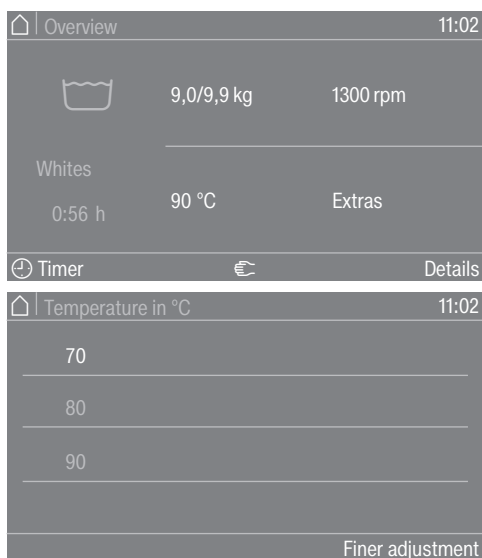 Overview 11:02
9,0/9,9 kg 1300 rpm
Whites
0:56 h
90 °C Extras
Timer Details
Temperature in °C 11:02
70
80
90
Finer adjustment